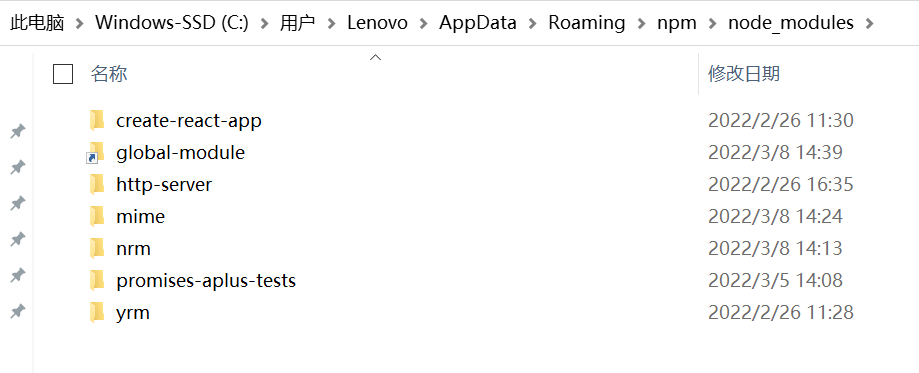 此电脑 > Windows-SSD (C:) > 用户 > Lenovo > AppData > Roaming > npm > node_modules >
名称 修改日期
create-react-app 2022/2/26 11:30
global-module 2022/3/8 14:39
http-server 2022/2/26 16:35
mime 2022/3/8 14:24
nrm 2022/3/8 14:13
promises-aplus-tests 2022/3/5 14:08
yrm 2022/2/26 11:28